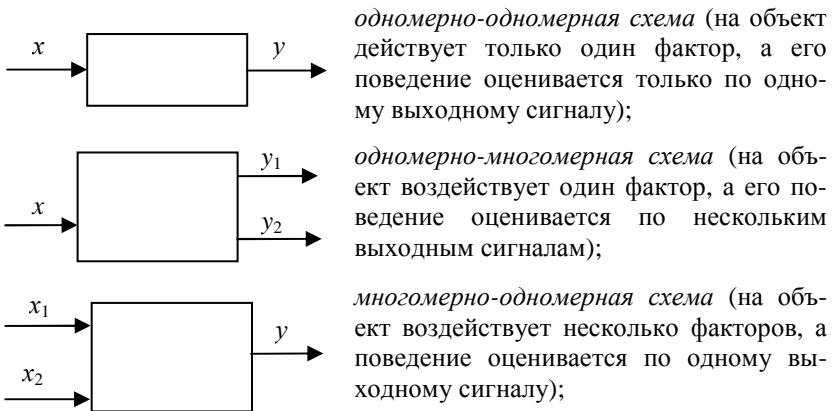 x
y
одномерно-одномерная схема (на объект
действует только один фактор, а его
поведение оценивается только по одно-
му выходному сигналу);
x
y1
y2
одномерно-многомерная схема (на объ-
ект воздействует один фактор, а его по-
ведение оценивается по нескольким
выходным сигналам);
x1
x2
y
многомерно-одномерная схема (на объ-
ект воздействует несколько факторов, а
поведение оценивается по одному вы-
ходному сигналу);